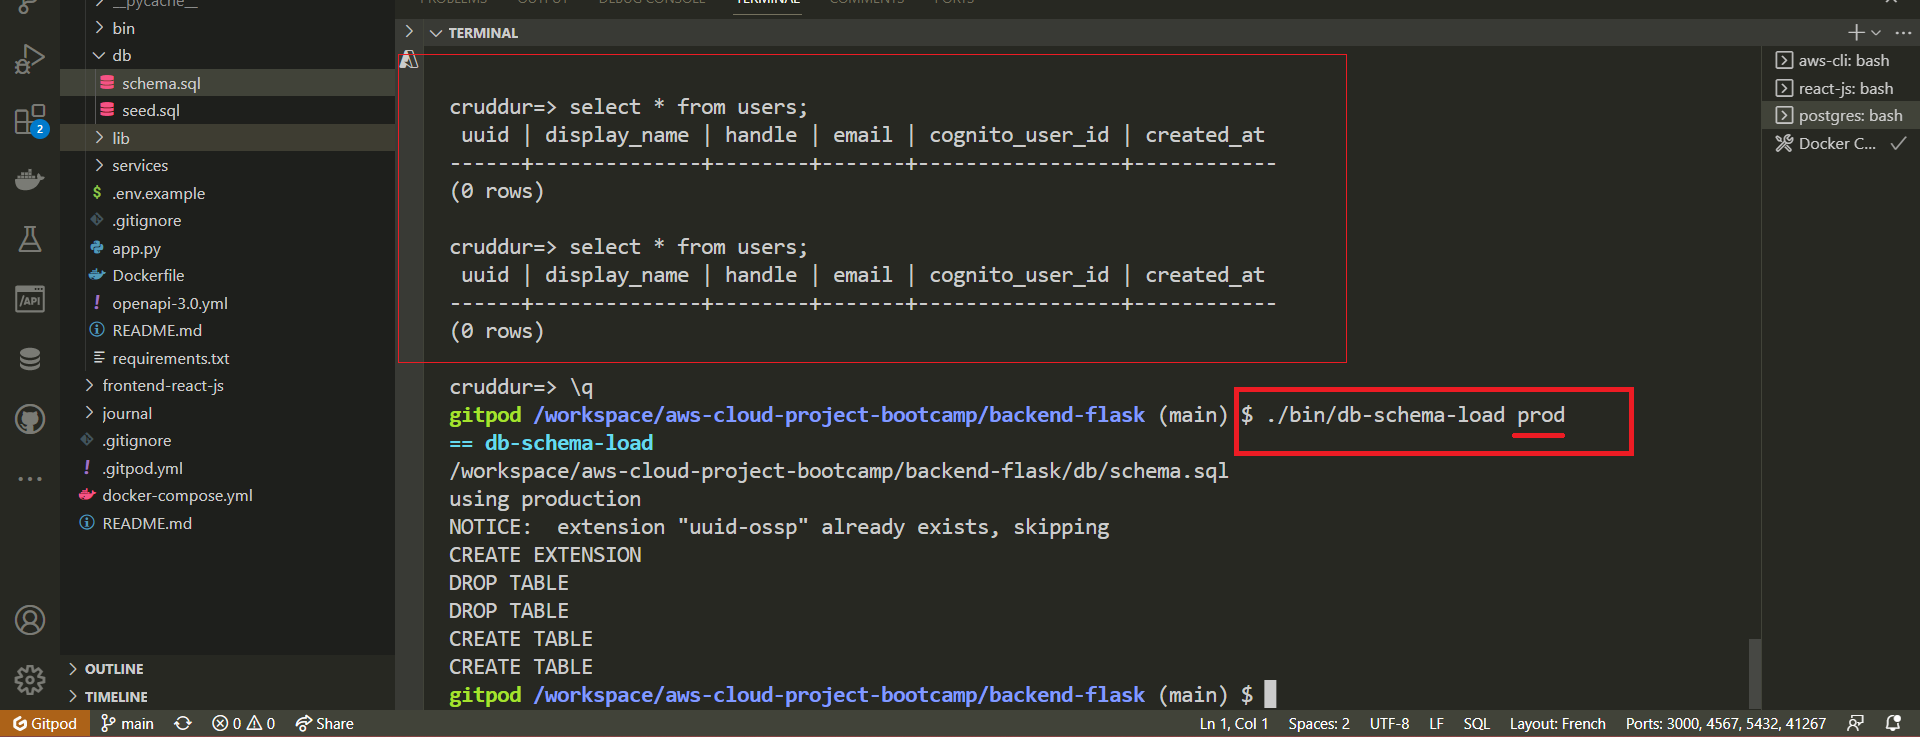 __pycache__
bin
db
schema.sql
seed.sql
lib
services
.env.example
.gitignore
app.py
Dockerfile
openapi-3.0.yml
README.md
requirements.txt
frontend-react-js
journal
.gitignore
.gitpod.yml
docker-compose.yml
README.md
OUTLINE
TIMELINE
2
PROBLEMS OUTPUT DEBUG CONSOLE TERMINAL COMMENTS PORTS
TERMINAL
cruddur=> select * from users;
 uuid | display_name | handle | email | cognito_user_id | created_at
------+--------------+--------+-------+-----------------+------------
(0 rows)
cruddur=> select * from users;
 uuid | display_name | handle | email | cognito_user_id | created_at
------+--------------+--------+-------+-----------------+------------
(0 rows)
cruddur=> \q
gitpod /workspace/aws-cloud-project-bootcamp/backend-flask (main) $ ./bin/db-schema-load prod
== db-schema-load
/workspace/aws-cloud-project-bootcamp/backend-flask/db/schema.sql
using production
NOTICE:  extension "uuid-ossp" already exists, skipping
CREATE EXTENSION
DROP TABLE
DROP TABLE
CREATE TABLE
CREATE TABLE
gitpod /workspace/aws-cloud-project-bootcamp/backend-flask (main) $
aws-cli: bash
react-js: bash
postgres: bash
Docker C...
Gitpod main 0 0 Share Ln 1, Col 1 Spaces: 2 UTF-8 LF SQL Layout: French Ports: 3000, 4567, 5432, 41267